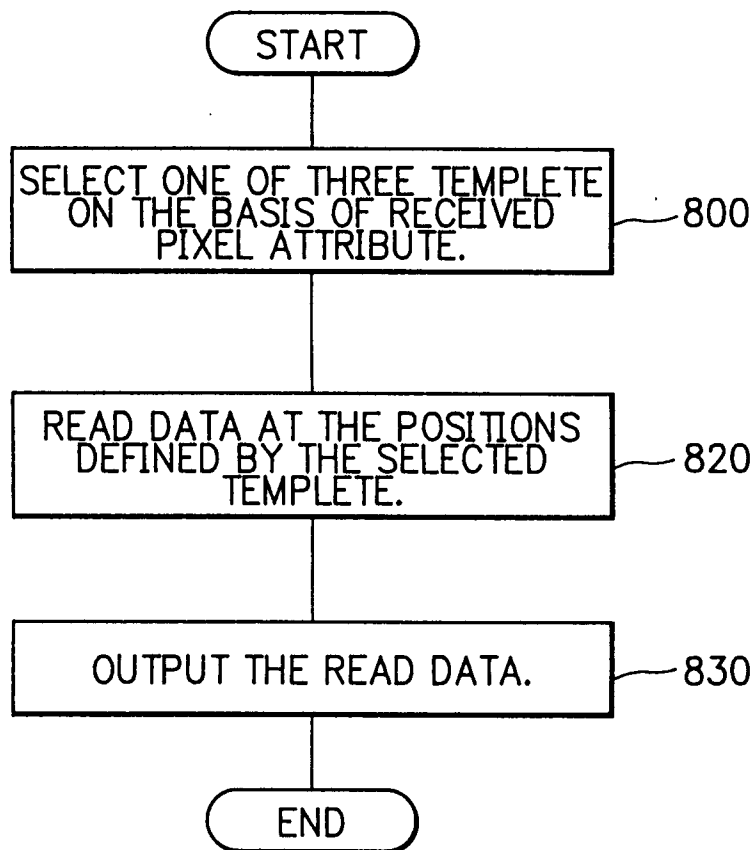 START
SELECT ONE OF THREE TEMPLETE
ON THE BASIS OF RECEIVED
PIXEL ATTRIBUTE.
800
READ DATA AT THE POSITIONS
DEFINED BY THE SELECTED
TEMPLETE.
820
OUTPUT THE READ DATA.
830
END